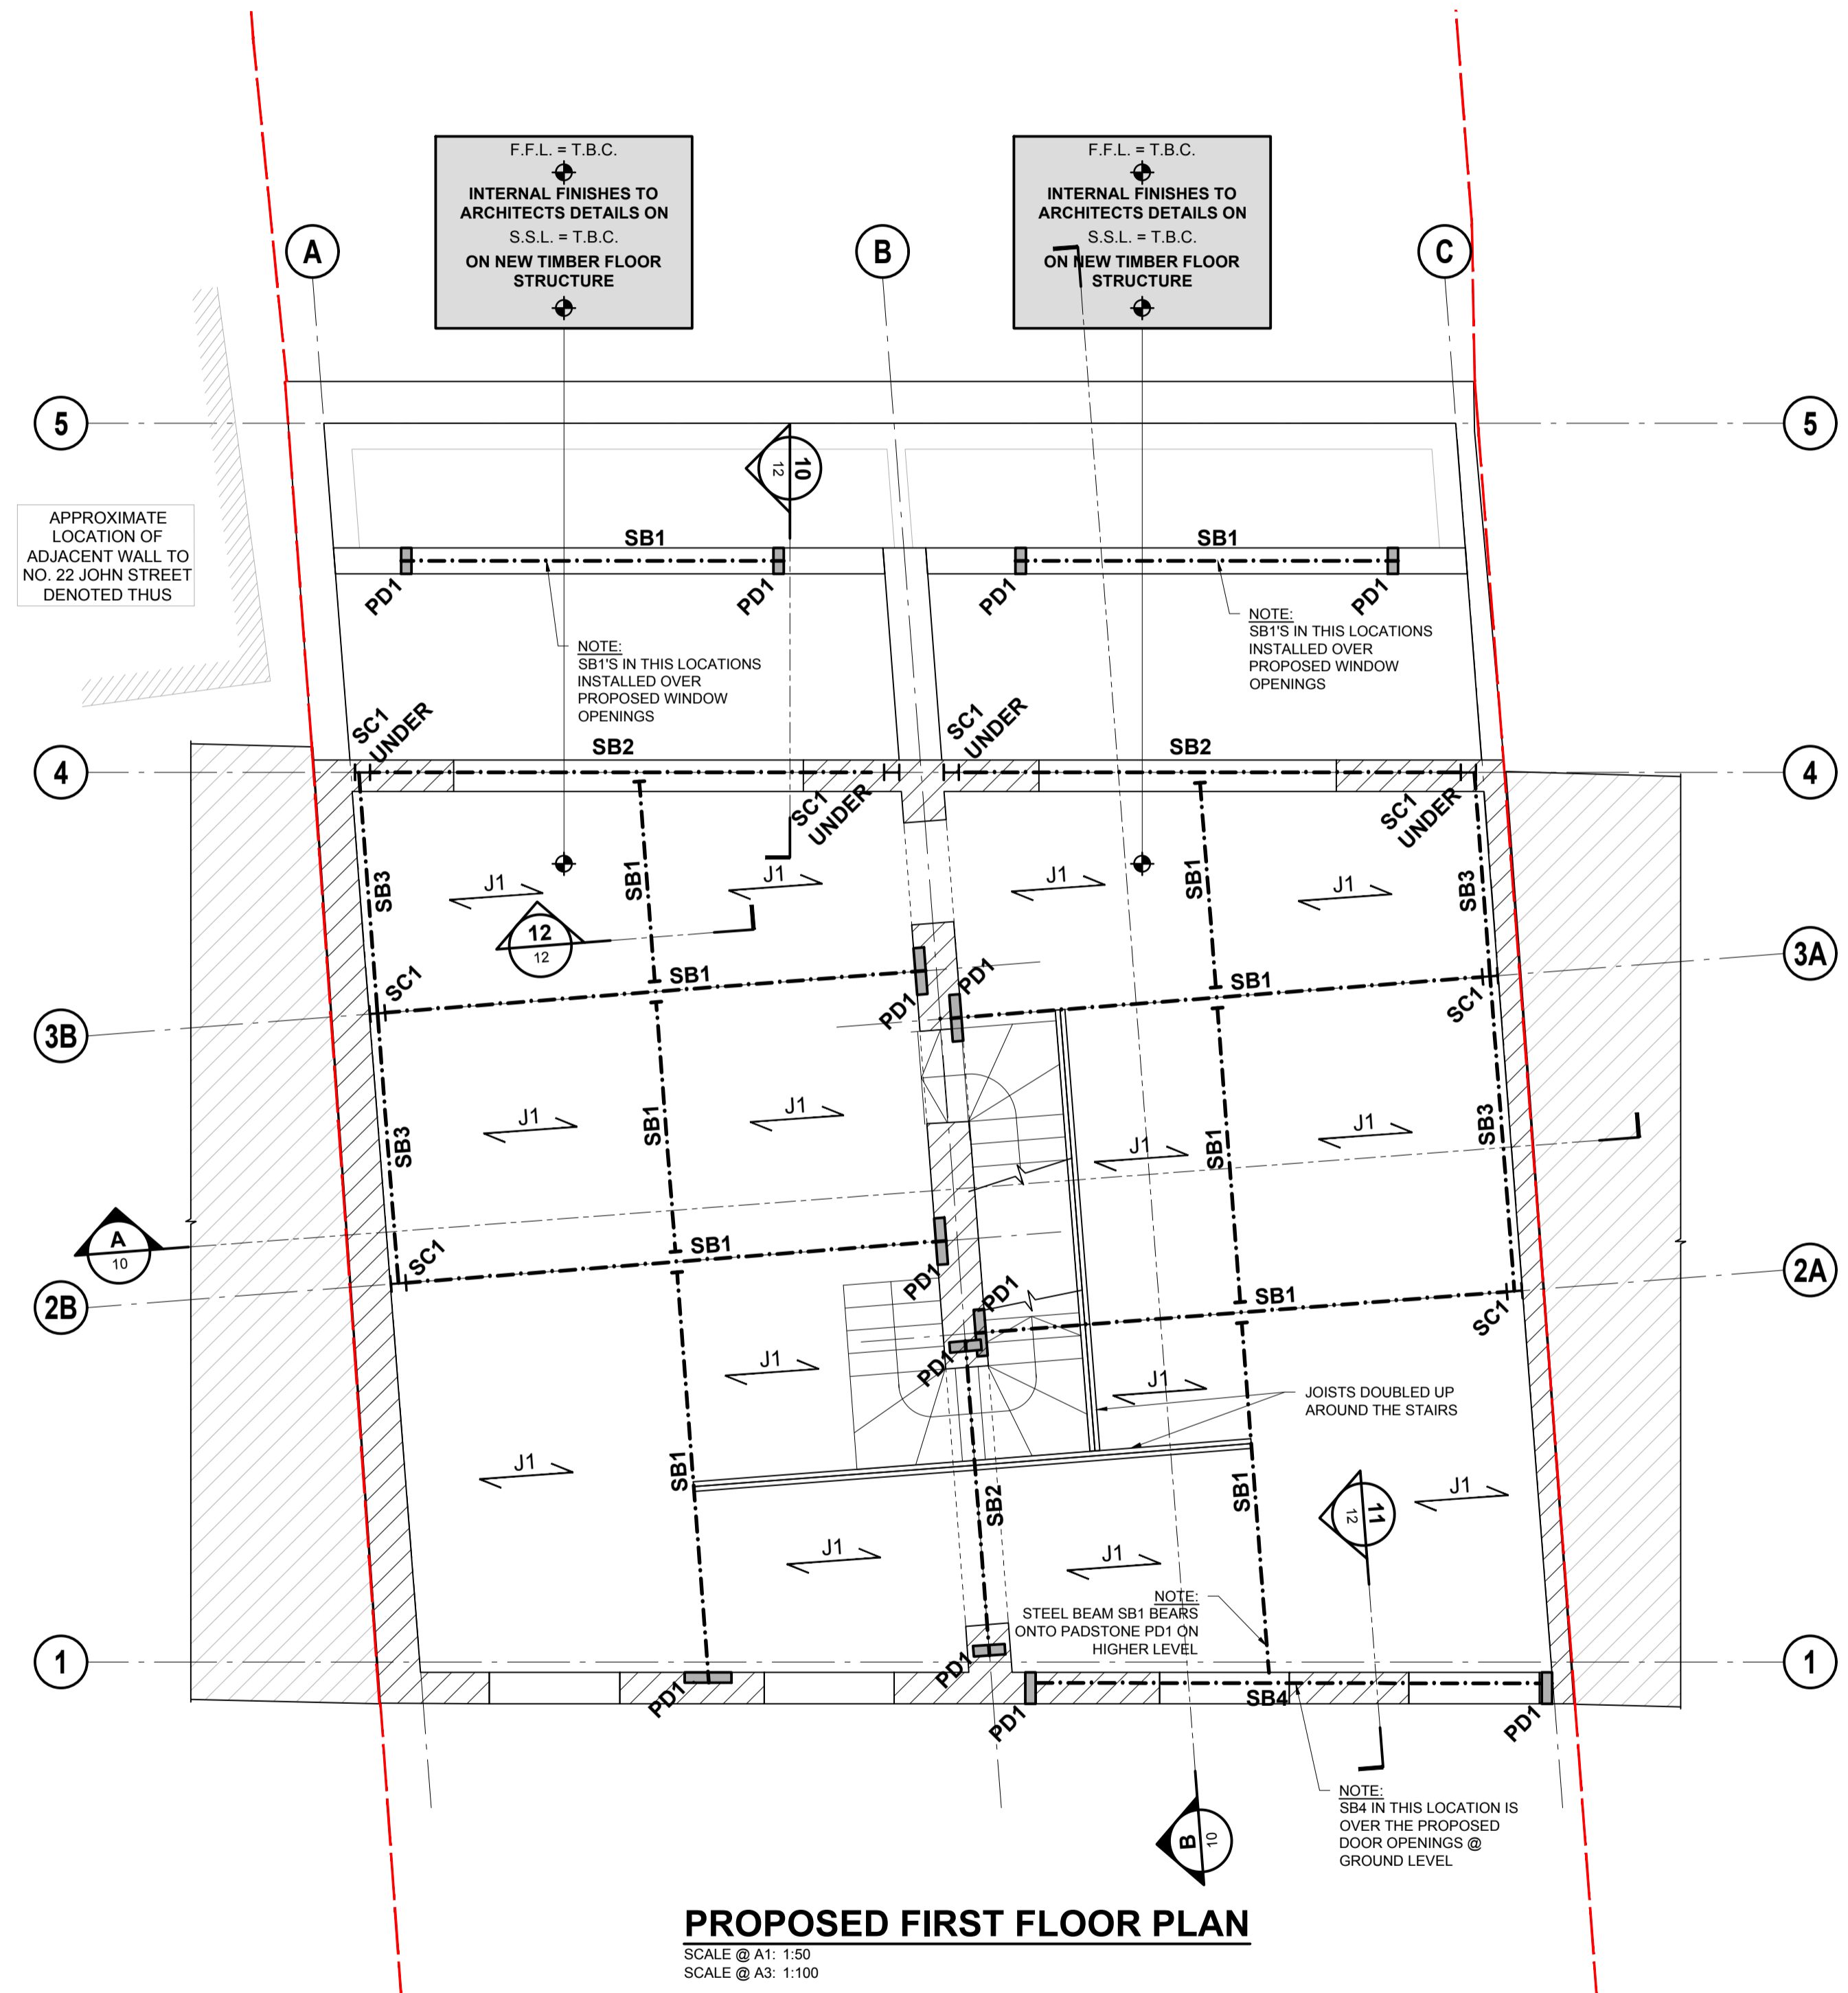 F.F.L. = T.B.C.
INTERNAL FINISHES TO
ARCHITECTS DETAILS ON
S.S.L. = T.B.C.
ON NEW TIMBER FLOOR
STRUCTURE
F.F.L. = T.B.C.
INTERNAL FINISHES TO
ARCHITECTS DETAILS ON
S.S.L. = T.B.C.
ON NEW TIMBER FLOOR
STRUCTURE
A
B
C
5
5
10
12
APPROXIMATE
LOCATION OF
ADJACENT WALL TO
NO. 22 JOHN STREET
DENOTED THUS
SB1
SB1
PD1
PD1
PD1
PD1
NOTE:
SB1'S IN THIS LOCATIONS
INSTALLED OVER
PROPOSED WINDOW
OPENINGS
NOTE:
SB1'S IN THIS LOCATIONS
INSTALLED OVER
PROPOSED WINDOW
OPENINGS
SC1
UNDER
SC1
UNDER
SB2
SB2
4
4
SC1
UNDER
SC1
UNDER
SB3
J1
SB1
J1
J1
SB1
J1
SB3
12
12
3A
SC1
SB1
PD1
PD1
SB1
SC1
3B
J1
J1
SB1
SB3
J1
SB1
J1
SB3
A
10
SC1
SB1
PD1
PD1
SB1
SC1
2A
2B
J1
PD1
J1
JOISTS DOUBLED UP
AROUND THE STAIRS
J1
SB1
SB2
SB1
J1
11
12
J1
J1
NOTE:
STEEL BEAM SB1 BEARS
ONTO PADSTONE PD1 ON
HIGHER LEVEL
1
1
PD1
PD1
PD1
SB4
PD1
NOTE:
SB4 IN THIS LOCATION IS
OVER THE PROPOSED
DOOR OPENINGS @
GROUND LEVEL
B
10
PROPOSED FIRST FLOOR PLAN
SCALE @ A1: 1:50
SCALE @ A3: 1:100